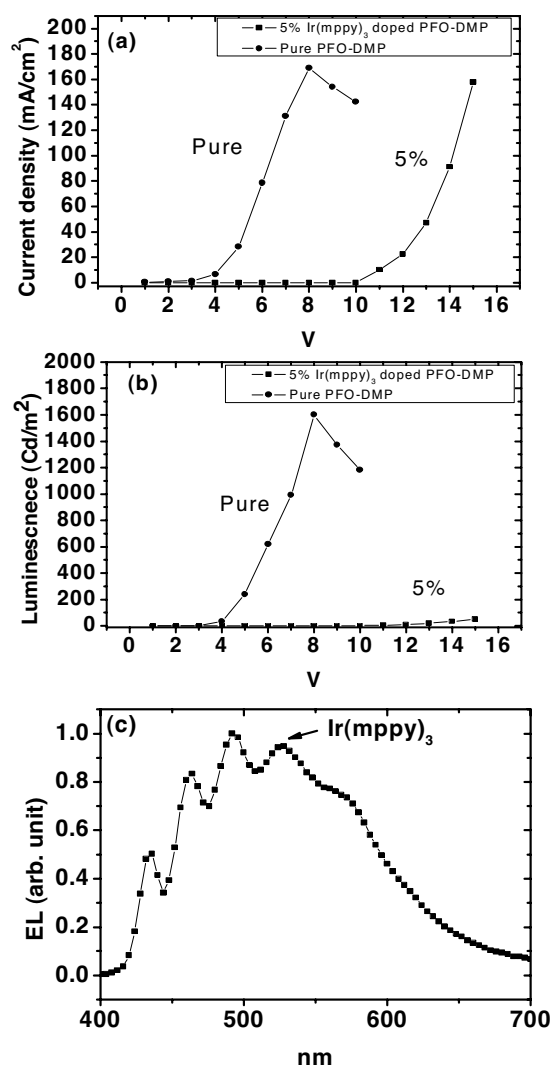 (a)
5% Ir(mppy)3 doped PFO-DMP
Pure PFO-DMP
200
180
160
140
120
100
80
60
40
20
0
Current density (mA/cm²)
Pure
5%
0 2 4 6 8 10 12 14 16
V
(b)
5% Ir(mppy)3 doped PFO-DMP
Pure PFO-DMP
2000
1800
1600
1400
1200
1000
800
600
400
200
0
Luminescnece (Cd/m²)
Pure
5%
0 2 4 6 8 10 12 14 16
V
(c)
Ir(mppy)3
1.0
0.8
0.6
0.4
0.2
0.0
EL (arb. unit)
400 500 600 700
nm